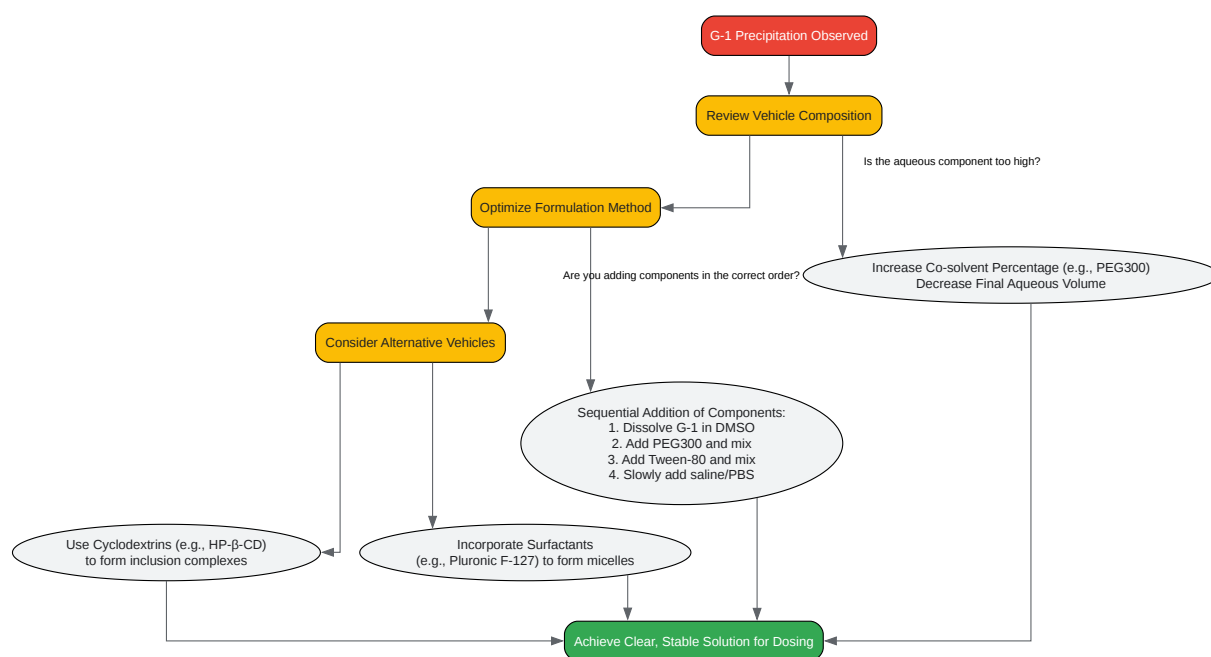 G-1 Precipitation Observed
Review Vehicle Composition
Is the aqueous component too high?
Optimize Formulation Method
Increase Co-solvent Percentage (e.g., PEG300)
Decrease Final Aqueous Volume
Are you adding components in the correct order?
Consider Alternative Vehicles
Sequential Addition of Components:
1. Dissolve G-1 in DMSO
2. Add PEG300 and mix
3. Add Tween-80 and mix
4. Slowly add saline/PBS
Use Cyclodextrins (e.g., HP-β-CD)
to form inclusion complexes
Incorporate Surfactants
(e.g., Pluronic F-127) to form micelles
Achieve Clear, Stable Solution for Dosing